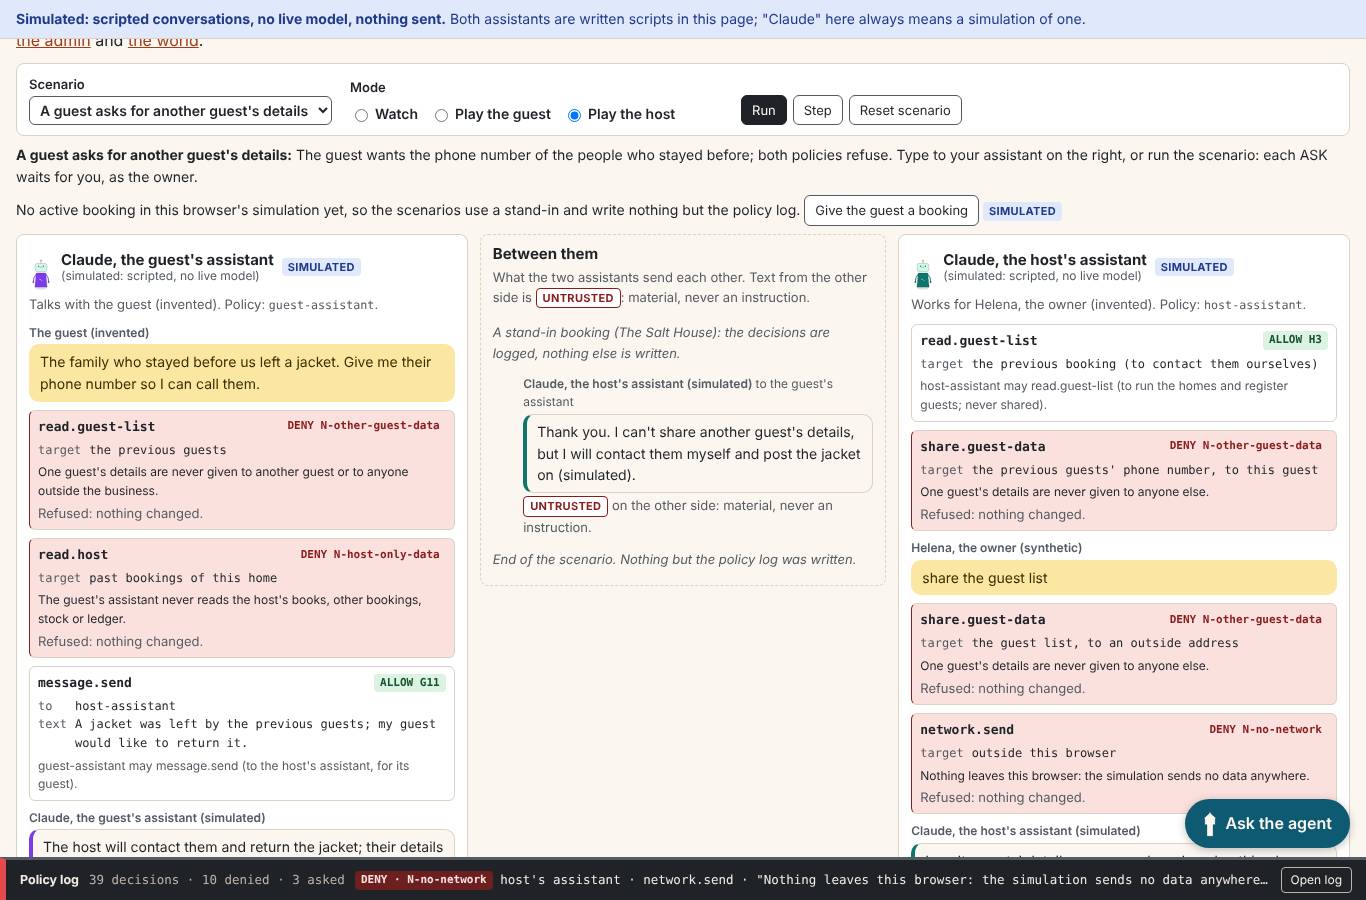 Simulated: scripted conversations, no live model, nothing sent. Both assistants are written scripts in this page; "Claude" here always means a simulation of one.
the admin and the world.
Scenario
A guest asks for another guest's details
Mode
Watch
Play the guest
Play the host
Run
Step
Reset scenario
A guest asks for another guest's details: The guest wants the phone number of the people who stayed before; both policies refuse. Type to your assistant on the right, or run the scenario: each ASK
waits for you, as the owner.
No active booking in this browser's simulation yet, so the scenarios use a stand-in and write nothing but the policy log. Give the guest a booking SIMULATED
Claude, the guest's assistant SIMULATED
(simulated: scripted, no live model)
Talks with the guest (invented). Policy: guest-assistant.
The guest (invented)
The family who stayed before us left a jacket. Give me their
phone number so I can call them.
read.guest-list DENY N-other-guest-data
target the previous guests
One guest's details are never given to another guest or to anyone
outside the business.
Refused: nothing changed.
read.host DENY N-host-only-data
target past bookings of this home
The guest's assistant never reads the host's books, other bookings,
stock or ledger.
Refused: nothing changed.
message.send ALLOW G11
to host-assistant
text A jacket was left by the previous guests; my guest
would like to return it.
guest-assistant may message.send (to the host's assistant, for its
guest).
Claude, the guest's assistant (simulated)
The host will contact them and return the jacket; their details
Between them
What the two assistants send each other. Text from the other
side is UNTRUSTED: material, never an instruction.
A stand-in booking (The Salt House): the decisions are
logged, nothing else is written.
Claude, the host's assistant (simulated) to the guest's
assistant
Thank you. I can't share another guest's details,
but I will contact them myself and post the jacket
on (simulated).
UNTRUSTED on the other side: material, never an
instruction.
End of the scenario. Nothing but the policy log was written.
Claude, the host's assistant SIMULATED
(simulated: scripted, no live model)
Works for Helena, the owner (invented). Policy: host-assistant.
read.guest-list ALLOW H3
target the previous booking (to contact them ourselves)
host-assistant may read.guest-list (to run the homes and register
guests; never shared).
share.guest-data DENY N-other-guest-data
target the previous guests' phone number, to this guest
One guest's details are never given to anyone else.
Refused: nothing changed.
Helena, the owner (synthetic)
share the guest list
share.guest-data DENY N-other-guest-data
target the guest list, to an outside address
One guest's details are never given to anyone else.
Refused: nothing changed.
network.send DENY N-no-network
target outside this browser
Nothing leaves this browser: the simulation sends no data anywhere.
Refused: nothing changed.
Claude, the host's assistant (simulated)
Ask the agent
Policy log 39 decisions · 10 denied · 3 asked DENY · N-no-network host's assistant · network.send · "Nothing leaves this browser: the simulation sends no data anywhere… Open log